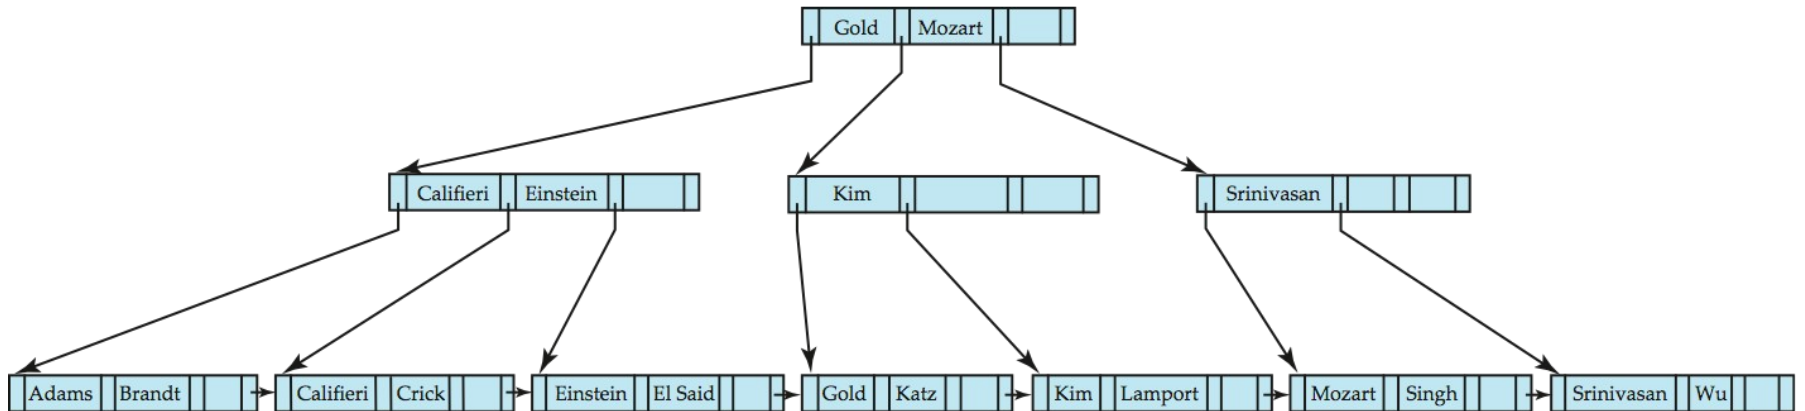 Gold Mozart
Califieri Einstein
Kim
Srinivasan
Adams Brandt Califieri Crick Einstein El Said Gold Katz Kim Lamport Mozart Singh Srinivasan Wu